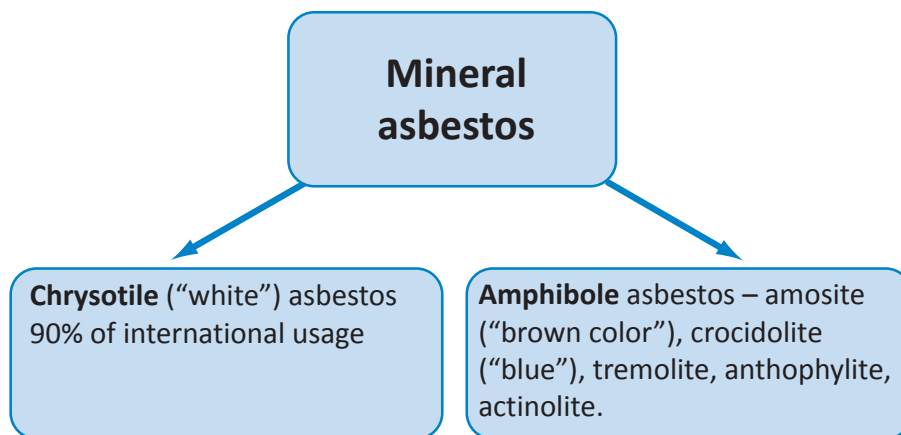 Mineral
asbestos
Chrysotile (“white”) asbestos
90% of international usage
Amphibole asbestos – amosite
(“brown color”), crocidolite
(“blue”), tremolite, anthophylite,
actinolite.